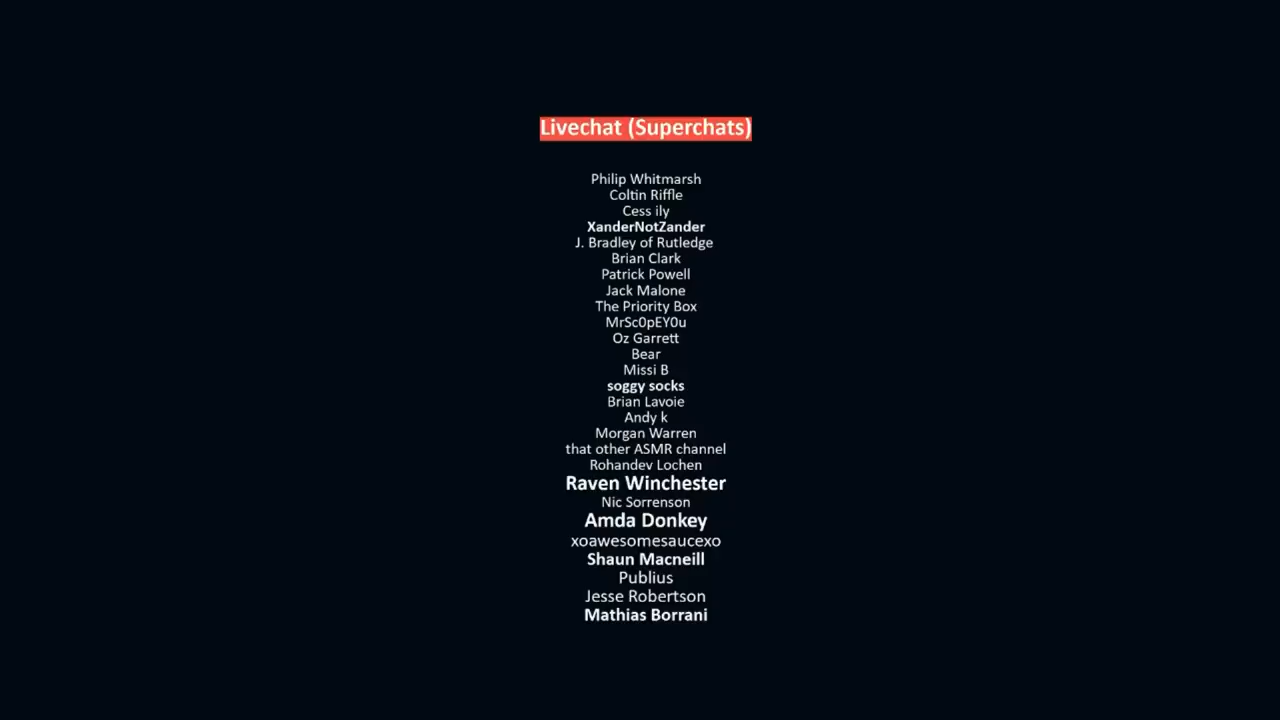 Livechat (Superchats)
Philip Whitmarsh
Coltin Riffle
Cess ily
XanderNotZander
J. Bradley of Rutledge
Brian Clark
Patrick Powell
Jack Malone
The Priority Box
MrSc0pEY0u
Oz Garrett
Bear
Missi B
soggy socks
Brian Lavoie
Andy k
Morgan Warren
that other ASMR channel
Rohandev Lochen
Raven Winchester
Nic Sorrenson
Amda Donkey
xoawesomesaucexo
Shaun Macneill
Publius
Jesse Robertson
Mathias Borrani